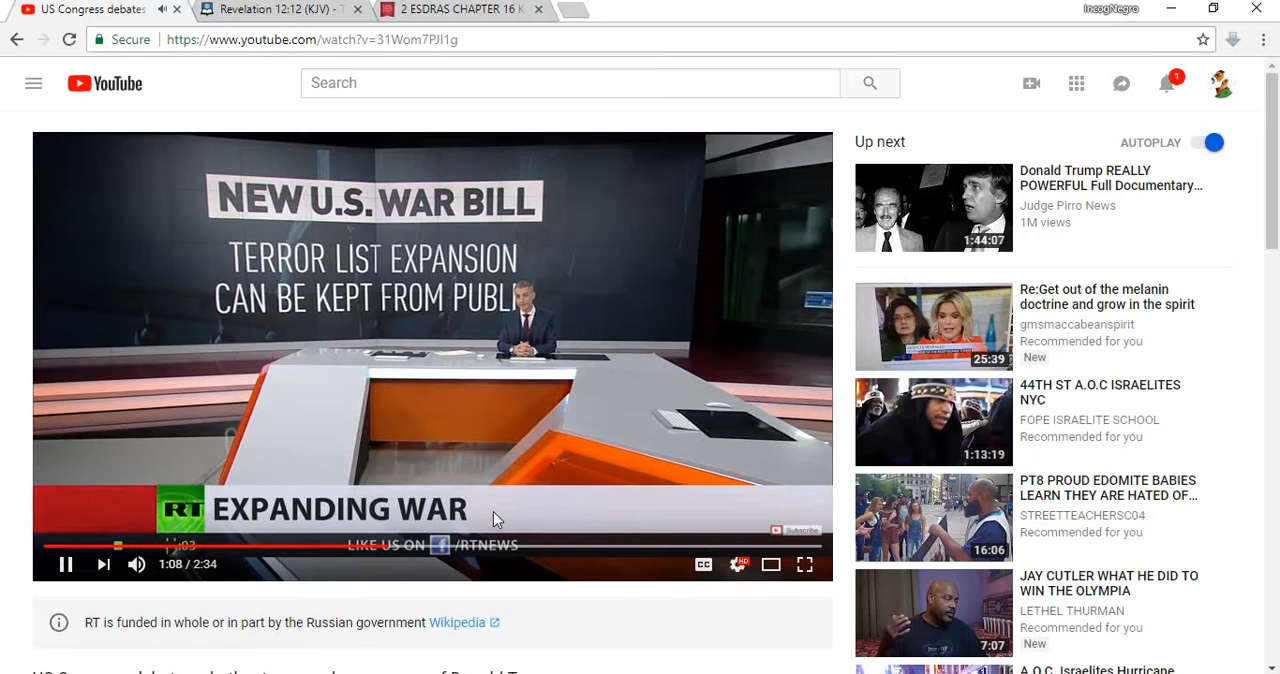 US Congress debates
Revelation 12:12 (KJV) - T
2 ESDRAS CHAPTER 16 K
IncogNegro
Secure
https://www.youtube.com/watch?v=31Wom7PJl1g
YouTube
Search
1
NEW U.S. WAR BILL
TERROR LIST EXPANSION
CAN BE KEPT FROM PUBLI
RT EXPANDING WAR
Subscribe
LIKE US ON f /RTNEWS
1:08 / 2:34
CC
HD
RT is funded in whole or in part by the Russian government Wikipedia
Up next
AUTOPLAY
Donald Trump REALLY
POWERFUL Full Documentary...
Judge Pirro News
1M views
1:44:07
Re:Get out of the melanin
doctrine and grow in the spirit
gmsmaccabeanspirit
Recommended for you
New
25:39
44TH ST A.O.C ISRAELITES
NYC
FOPE ISRAELITE SCHOOL
Recommended for you
1:13:19
PT8 PROUD EDOMITE BABIES
LEARN THEY ARE HATED OF...
STREETTEACHERSC04
Recommended for you
16:06
JAY CUTLER WHAT HE DID TO
WIN THE OLYMPIA
LETHEL THURMAN
Recommended for you
New
7:07
A.O.C. Israelites Hurricane